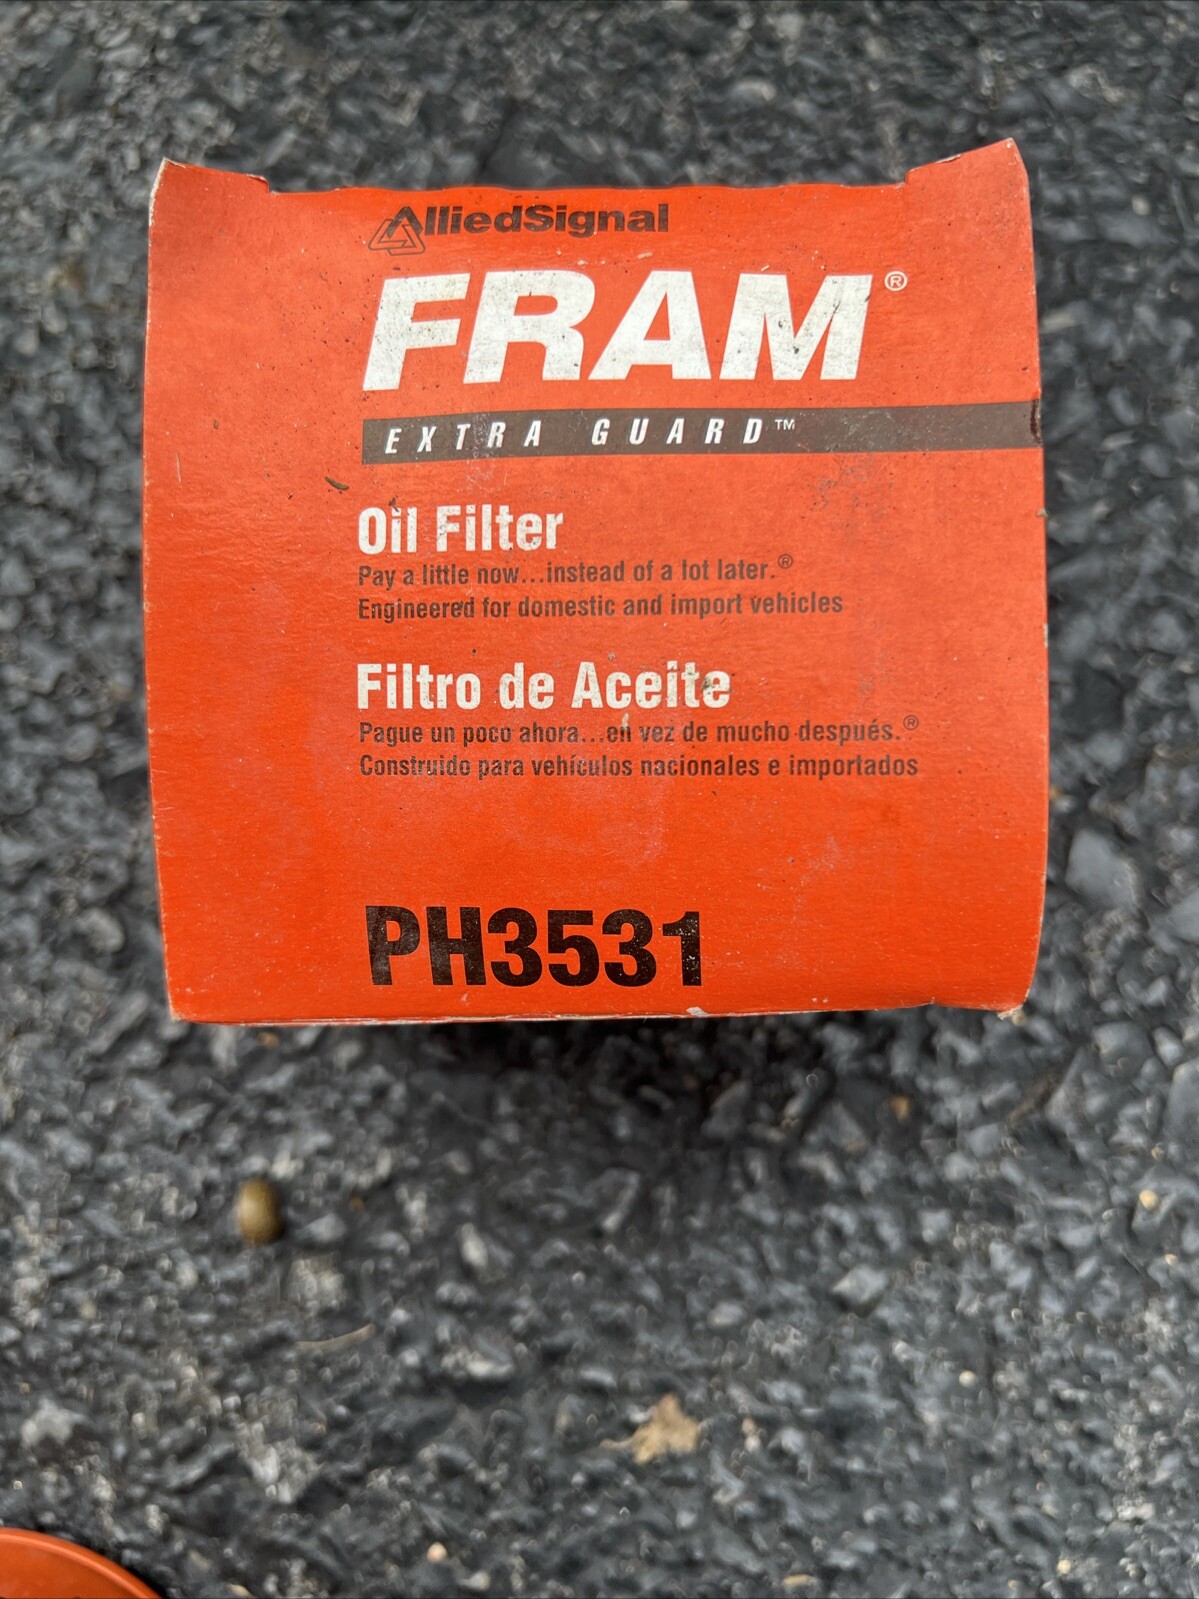 AlliedSignal
FRAM®
EXTRA GUARD™
Oil Filter
Pay a little now...instead of a lot later.®
Engineered for domestic and import vehicles
Filtro de Aceite
Pague un poco ahora...en vez de mucho después.®
Construido para vehículos nacionales e importados
PH3531